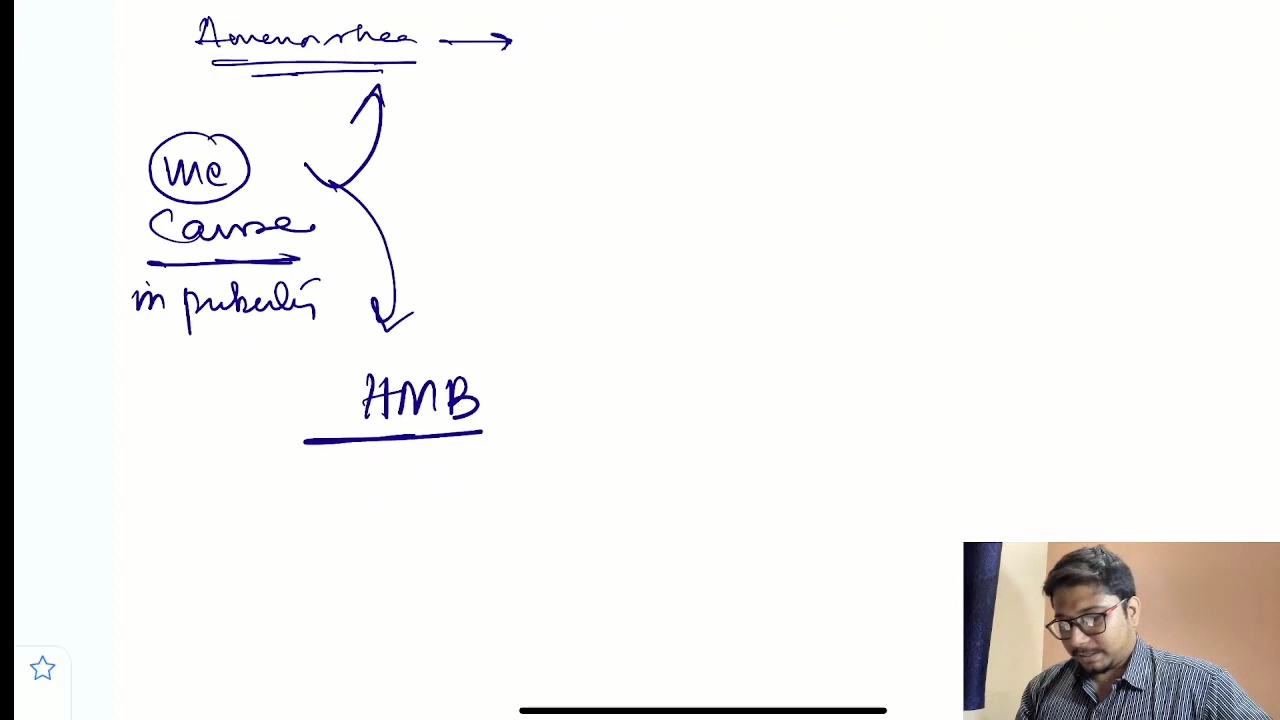 Amenorrhea →
mc
Cause
in puberty
HMB